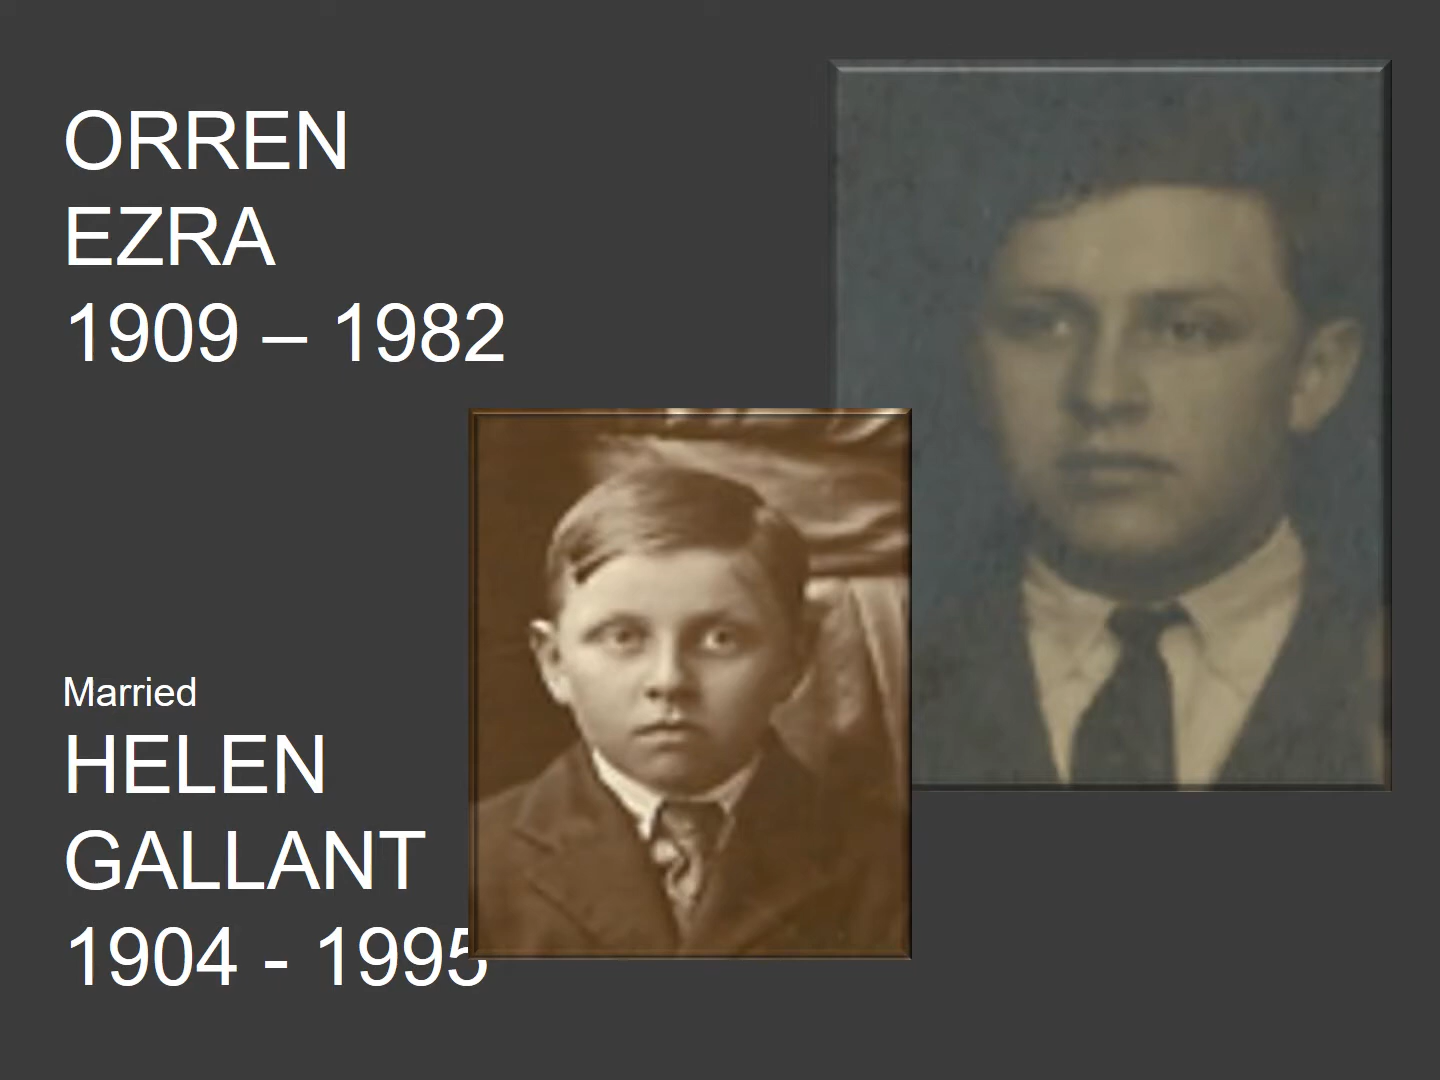 ORREN
EZRA
1909 – 1982
Married
HELEN
GALLANT
1904 - 1995